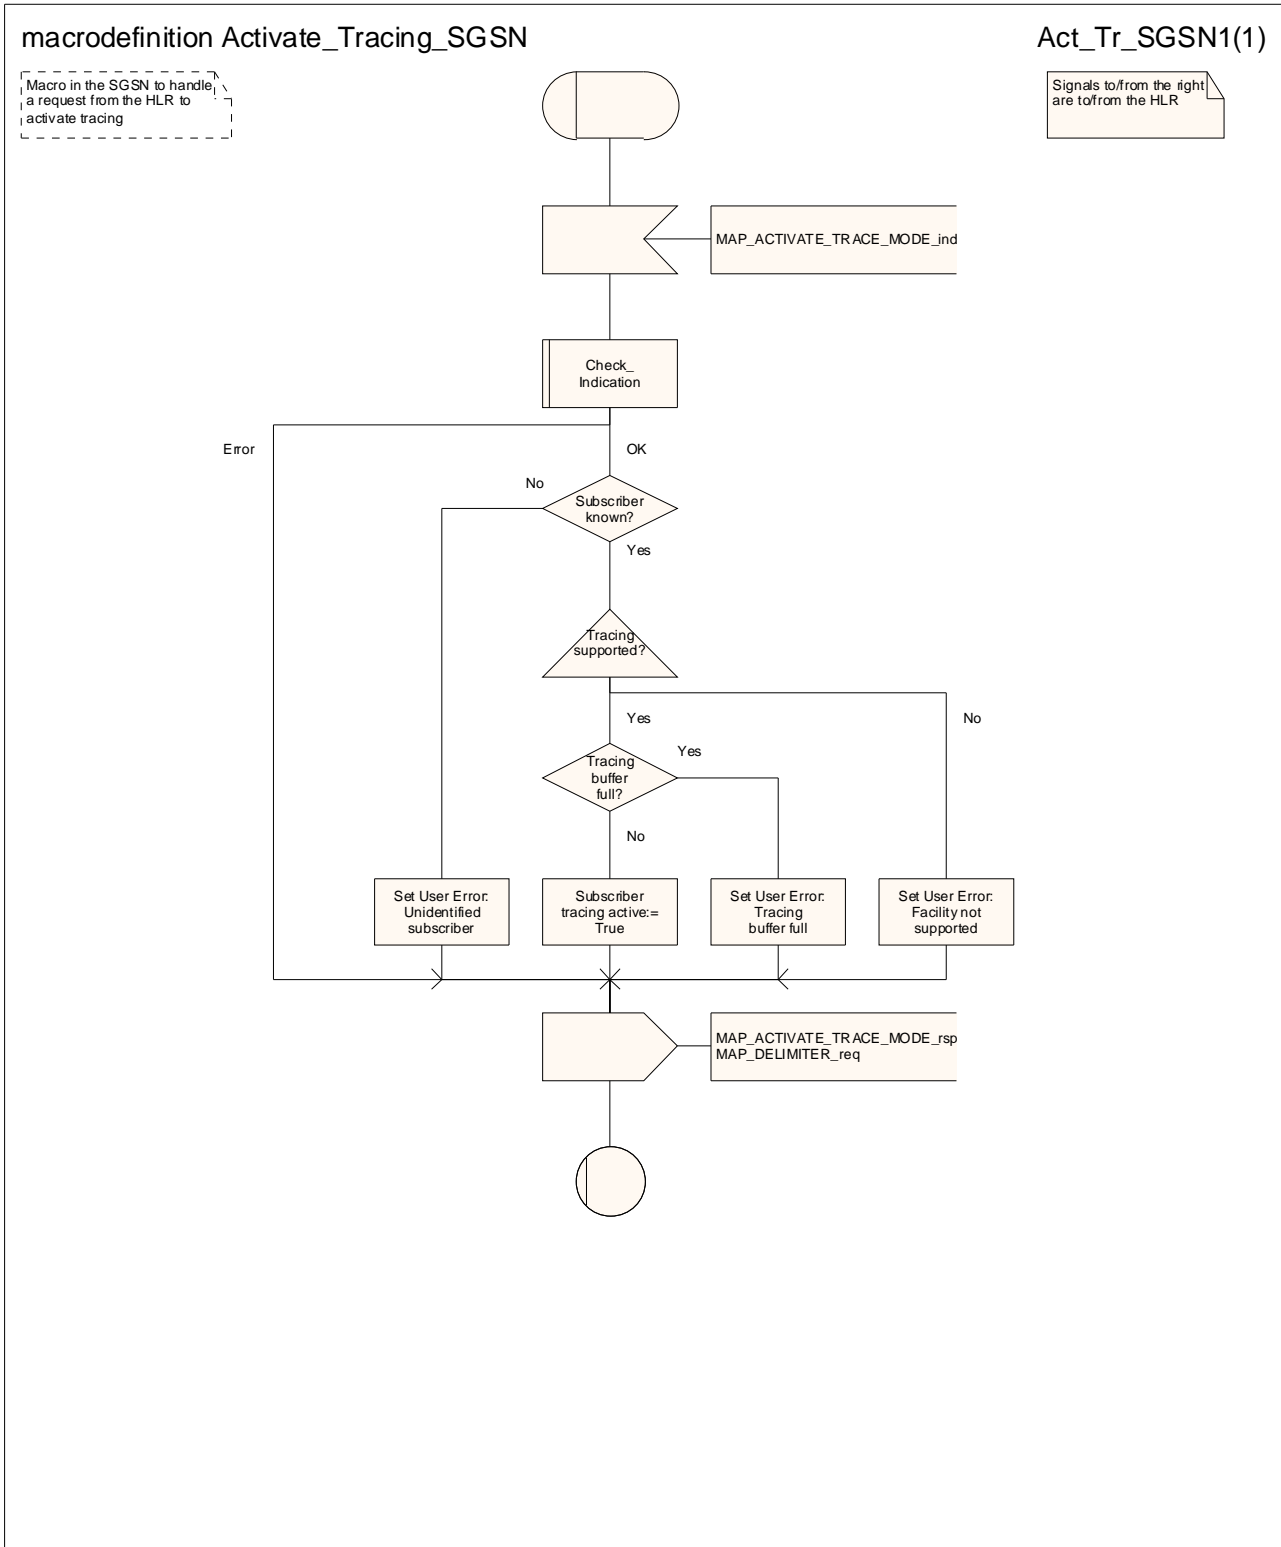 macrodefinition Activate_Tracing_SGSN
Act_Tr_SGSN1(1)
Macro in the SGSN to handle
a request from the HLR to
activate tracing
Signals to/from the right
are to/from the HLR
MAP_ACTIVATE_TRACE_MODE_ind
Check_
Indication
Error
OK
No
Subscriber
known?
Yes
Tracing
supported?
Yes
No
Yes
Tracing
buffer
full?
No
Set User Error:
Unidentified
subscriber
Subscriber
tracing active:=
True
Set User Error:
Tracing
buffer full
Set User Error:
Facility not
supported
MAP_ACTIVATE_TRACE_MODE_rsp
MAP_DELIMITER_req